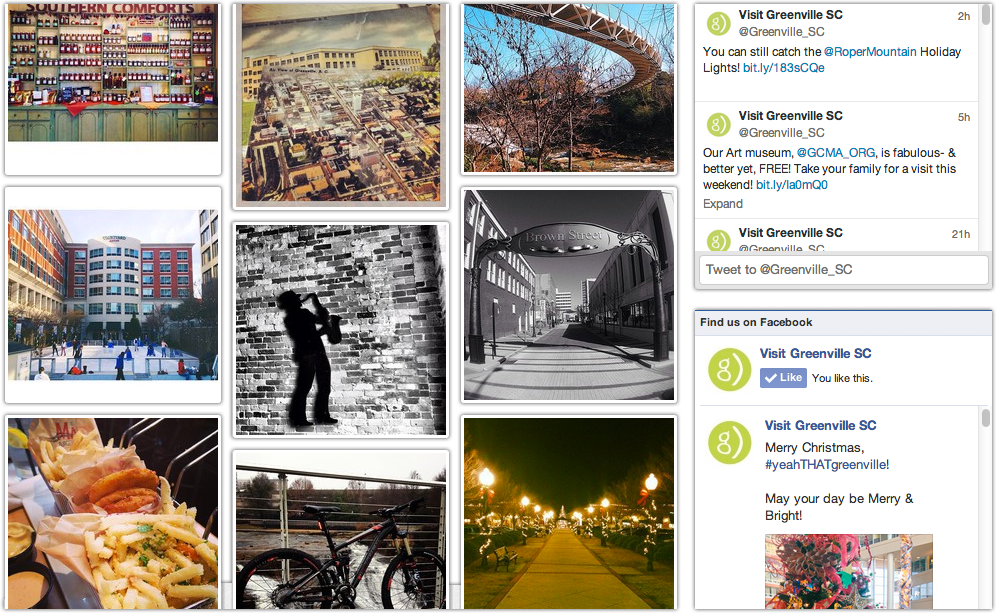 SOUTHERN COMFORTS
Brown Street
Visit Greenville SC
2h
@Greenville_SC
You can still catch the @RoperMountain Holiday
Lights! bit.ly/183sCQe
Visit Greenville SC
5h
@Greenville_SC
Our Art museum, @GCMA_ORG, is fabulous- &
better yet, FREE! Take your family for a visit this
weekend! bit.ly/Ia0mQ0
Expand
Visit Greenville SC
21h
@Greenville_SC
Tweet to @Greenville_SC
Find us on Facebook
Visit Greenville SC
Like
You like this.
Visit Greenville SC
Merry Christmas,
#yeahTHATgreenville!
May your day be Merry &
Bright!